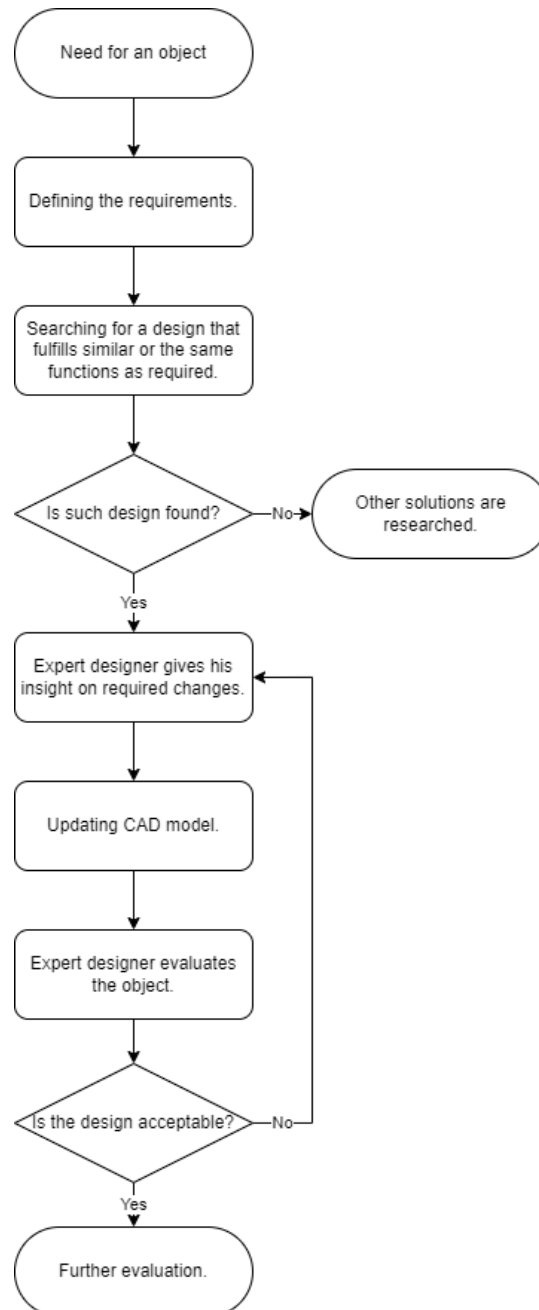 Need for an object
Defining the requirements.
Searching for a design that
fulfills similar or the same
functions as required.
Is such design found?
No
Other solutions are
researched.
Yes
Expert designer gives his
insight on required changes.
Updating CAD model.
Expert designer evaluates
the object.
Is the design acceptable?
No
Yes
Further evaluation.